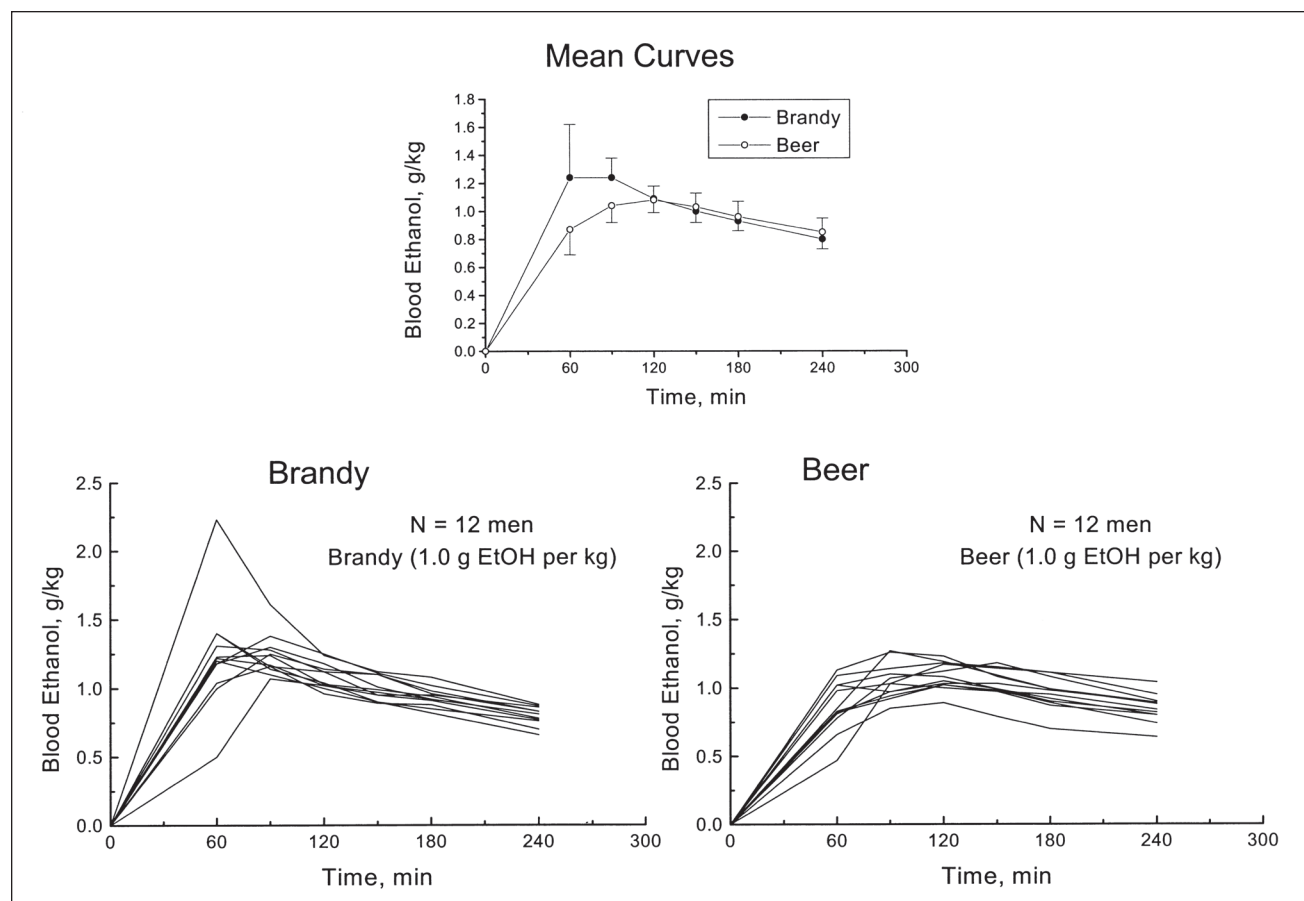 Mean Curves
Blood Ethanol, g/kg
1.8
1.6
1.4
1.2
1.0
0.8
0.6
0.4
0.2
0.0
Brandy
Beer
0 60 120 180 240 300
Time, min
Brandy
Blood Ethanol, g/kg
2.5
2.0
1.5
1.0
0.5
0.0
N = 12 men
Brandy (1.0 g EtOH per kg)
0 60 120 180 240 300
Time, min
Beer
Blood Ethanol, g/kg
2.5
2.0
1.5
1.0
0.5
0.0
N = 12 men
Beer (1.0 g EtOH per kg)
0 60 120 180 240 300
Time, min